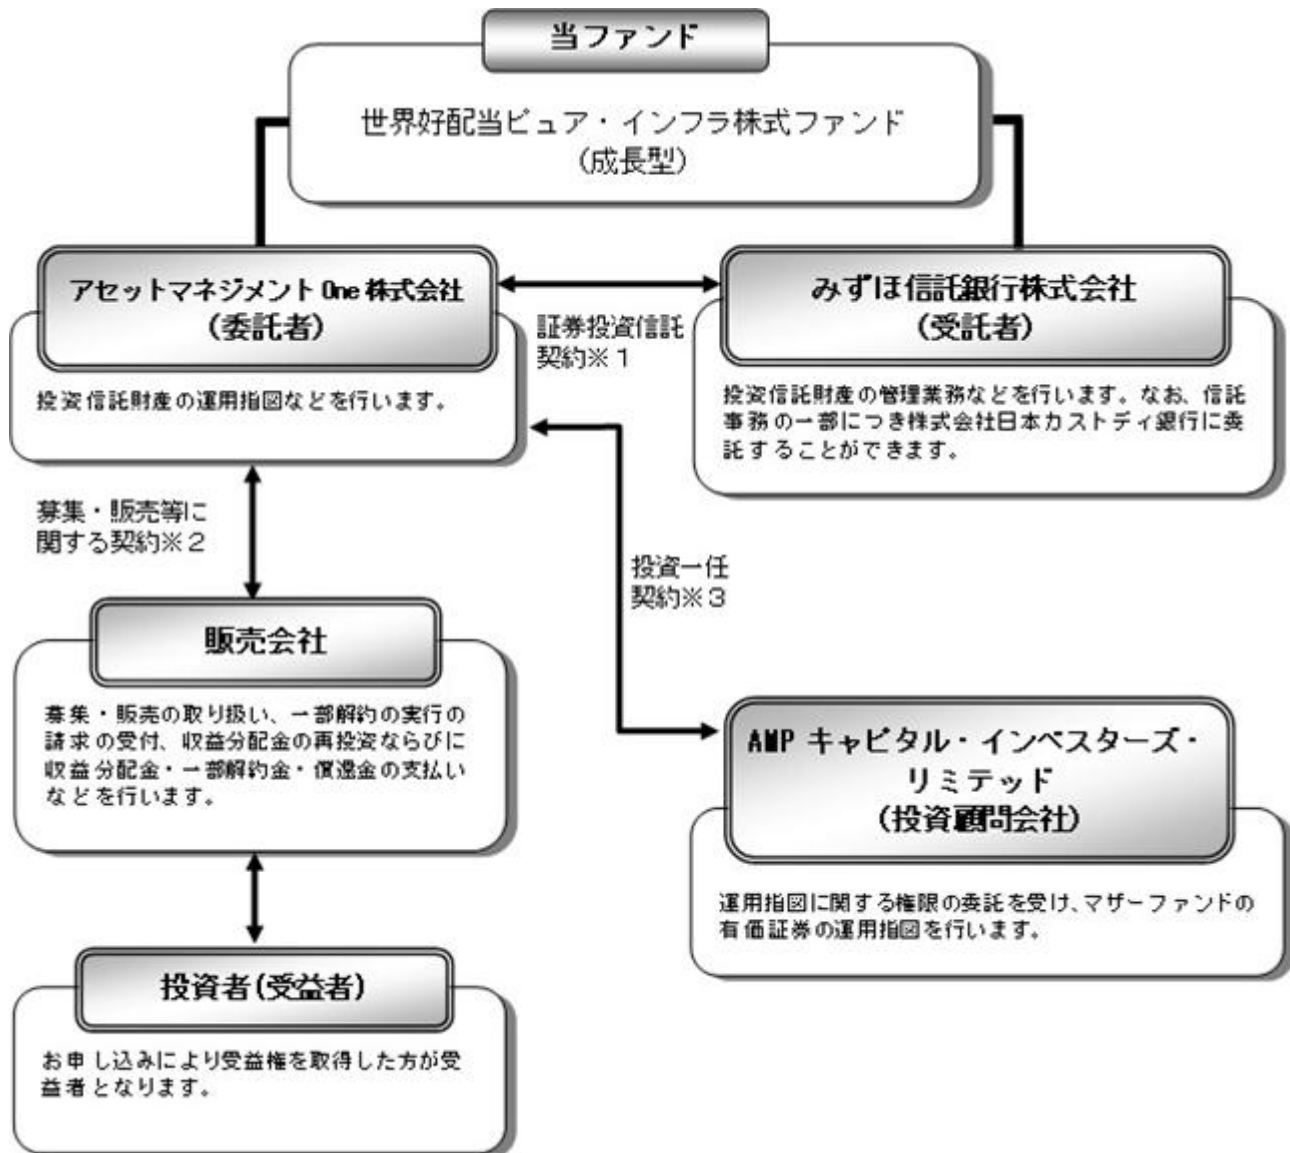 当ファンド
世界好配当ピュア・インフラ株式ファンド
(成長型)
アセットマネジメントOne 株式会社
(委託者)
投資信託財産の運用指図などを行います。
証券投資信託
契約※１
みずほ信託銀行株式会社
(受託者)
投資信託財産の管理業務などを行います。なお、信託
事務の一部につき株式会社日本カストディ銀行に委
託することができます。
募集・販売等に
関する契約※２
投資一任
契約※３
販売会社
募集・販売の取り扱い、一部解約の実行の
請求の受付、収益分配金の再投資ならびに
収益分配金・一部解約金・償還金の支払い
などを行います。
AMP キャピタル・インベスターズ・
リミテッド
(投資顧問会社)
運用指図に関する権限の委託を受け、マザーファンドの
有価証券の運用指図を行います。
投資者(受益者)
お申し込みにより受益権を取得した方が受
益者となります。